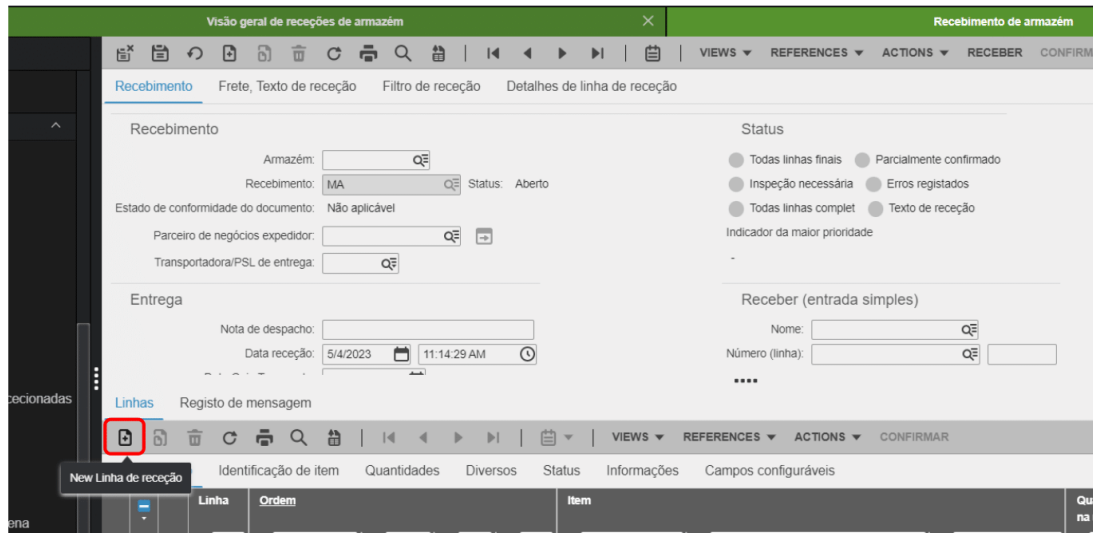 Visão geral de receções de armazém
Recebimento de armazém
VIEWS REFERENCES ACTIONS RECEBER CONFIRM
Recebimento Frete, Texto de receção Filtro de receção Detalhes de linha de receção
Recebimento
Status
Armazém:
Todas linhas finais Parcialmente confirmado
Recebimento: MA Status: Aberto
Inspeção necessária Erros registados
Estado de conformidade do documento: Não aplicável
Todas linhas complet Texto de receção
Parceiro de negócios expedidor:
Indicador da maior prioridade
Transportadora/PSL de entrega:
-
Entrega
Receber (entrada simples)
Nota de despacho:
Nome:
Data receção: 5/4/2023 11:14:29 AM
Número (linha):
cecionadas
Linhas Registo de mensagem
VIEWS REFERENCES ACTIONS CONFIRMAR
New Linha de receção
Identificação de item Quantidades Diversos Status Informações Campos configuráveis
Linha Ordem Item Qu
na
ena